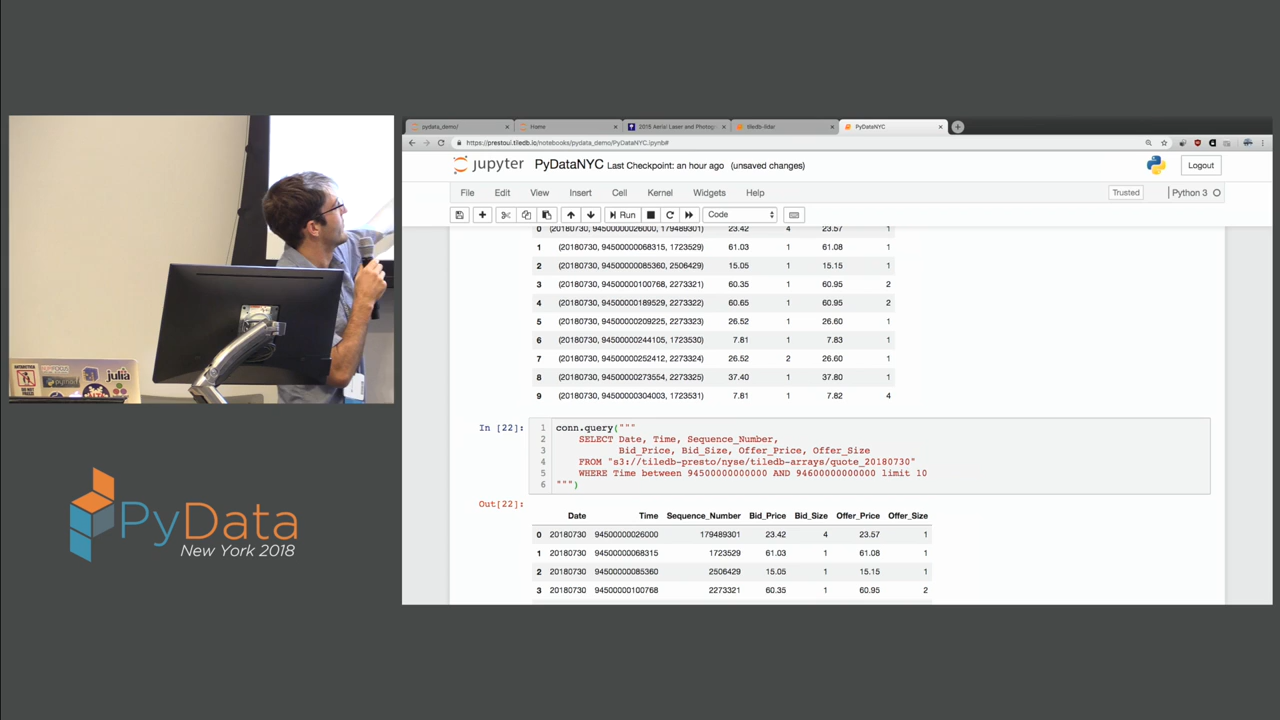 pydata_demo/
Home
2015 Aerial Laser and Photog
tiledb-lidar
PyDataNYC
https://prestoui.tiledb.io/notebooks/pydata_demo/PyDataNYC.ipynb#
jupyter PyDataNYC Last Checkpoint: an hour ago (unsaved changes)
Logout
File Edit View Insert Cell Kernel Widgets Help
Trusted Python 3
Run Code
0 (20180730, 94500000026000, 179489301) 23.42 4 23.57 1
1 (20180730, 94500000068315, 1723529) 61.03 1 61.08 1
2 (20180730, 94500000085360, 2506429) 15.05 1 15.15 1
3 (20180730, 94500000100768, 2273321) 60.35 1 60.95 2
4 (20180730, 94500000189529, 2273322) 60.65 1 60.95 2
5 (20180730, 94500000209225, 2273323) 26.52 1 26.60 1
6 (20180730, 94500000244105, 1723530) 7.81 1 7.83 1
7 (20180730, 94500000252412, 2273324) 26.52 2 26.60 1
8 (20180730, 94500000273554, 2273325) 37.40 1 37.80 1
9 (20180730, 94500000304003, 1723531) 7.81 1 7.82 4
In [22]:
1 conn.query("""
2 SELECT Date, Time, Sequence_Number,
3 Bid_Price, Bid_Size, Offer_Price, Offer_Size
4 FROM "s3://tiledb-presto/nyse/tiledb-arrays/quote_20180730"
5 WHERE Time between 94500000000000 AND 94600000000000 limit 10
6 """)
Out[22]:
Date Time Sequence_Number Bid_Price Bid_Size Offer_Price Offer_Size
0 20180730 94500000026000 179489301 23.42 4 23.57 1
1 20180730 94500000068315 1723529 61.03 1 61.08 1
2 20180730 94500000085360 2506429 15.05 1 15.15 1
3 20180730 94500000100768 2273321 60.35 1 60.95 2
julia
PyData
New York 2018